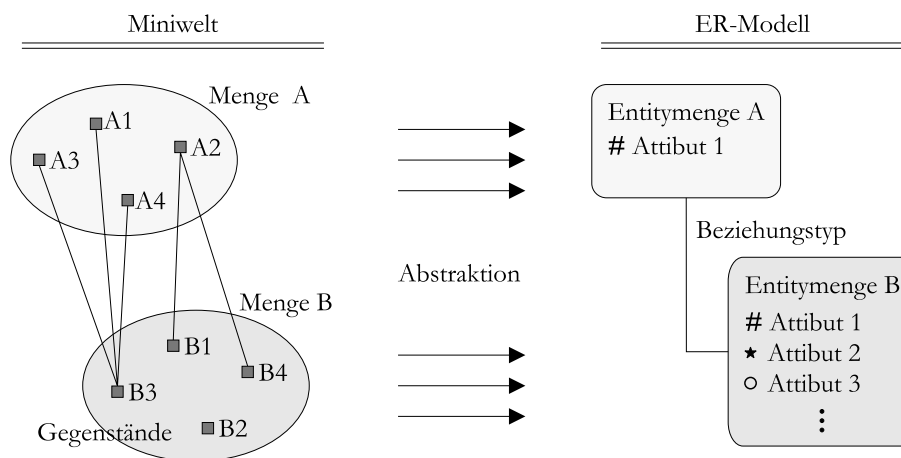 Miniwelt
Menge A
A1
A2
A3
A4
Menge B
B1
B4
B3
B2
Gegenstände
Abstraktion
ER-Modell
Entitymenge A
# Attibut 1
Beziehungstyp
Entitymenge B
# Attibut 1
★ Attibut 2
○ Attibut 3
⋮